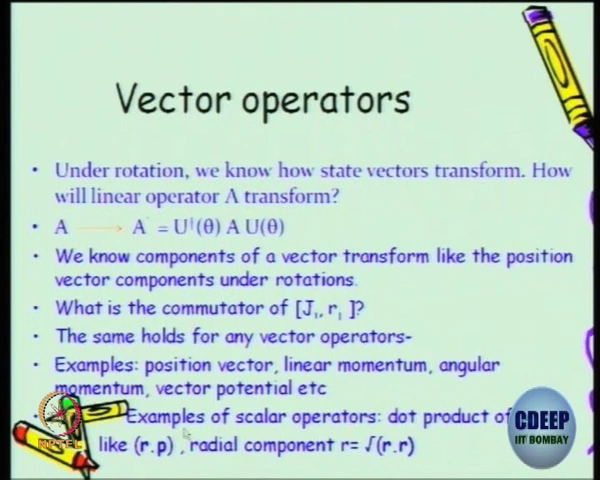 Vector operators
• Under rotation, we know how state vectors transform. How
will linear operator A transform?
• A → A' = U†(θ) A U(θ)
• We know components of a vector transform like the position
vector components under rotations.
• What is the commutator of [J_i, r_j ]?
• The same holds for any vector operators-
• Examples: position vector, linear momentum, angular
momentum, vector potential etc
Examples of scalar operators: dot product of
like (r.p) , radial component r= √(r.r)
NPTEL
CDEEP
IIT BOMBAY